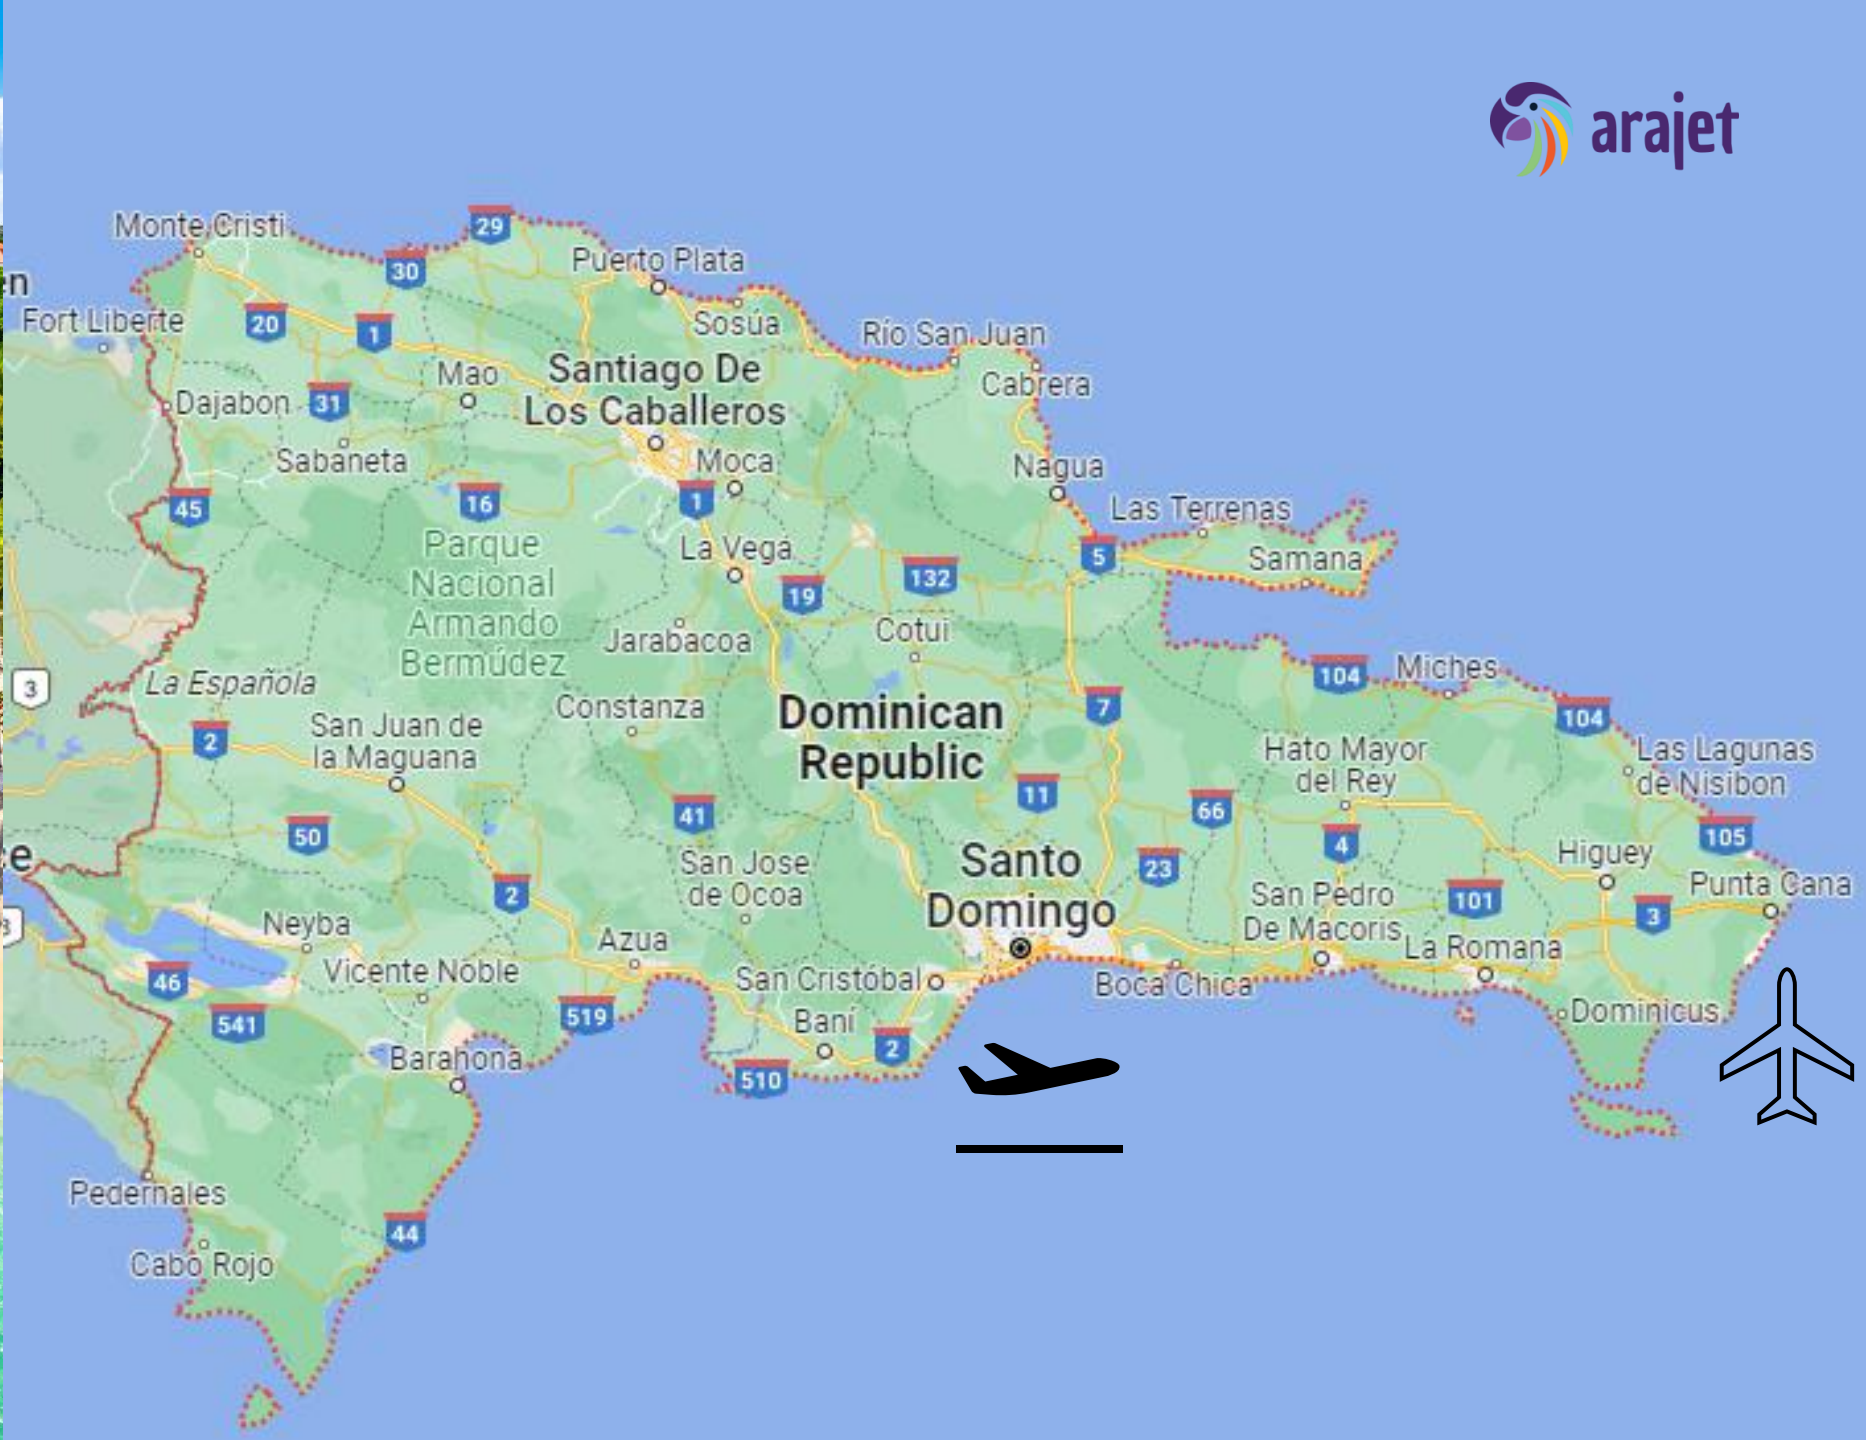 arajet
Monte Cristi
29
30
Puerto Plata
en
Fort Liberte
20
1
Sosúa
Río San Juan
Santiago De
Los Caballeros
Mao
Cabrera
Dajabon
31
Sabaneta
Moca
Nagua
45
16
1
Las Terrenas
Parque
Nacional
Armando
Bermúdez
La Vega
5
Samana
19
132
Jarabacoa
Cotui
3
La Española
104
Miches
Constanza
Dominican
Republic
7
104
2
San Juan de
la Maguana
Hato Mayor
del Rey
Las Lagunas
de Nisibon
11
66
41
50
4
105
ce
San Jose
de Ocoa
Santo
Domingo
23
Higuey
2
San Pedro
De Macoris
101
Punta Cana
3
3
Neyba
Azua
La Romana
46
Vicente Noble
San Cristóbal
Boca Chica
541
519
Baní
2
Dominicus
Barahona
510
Pedernales
44
Cabo Rojo